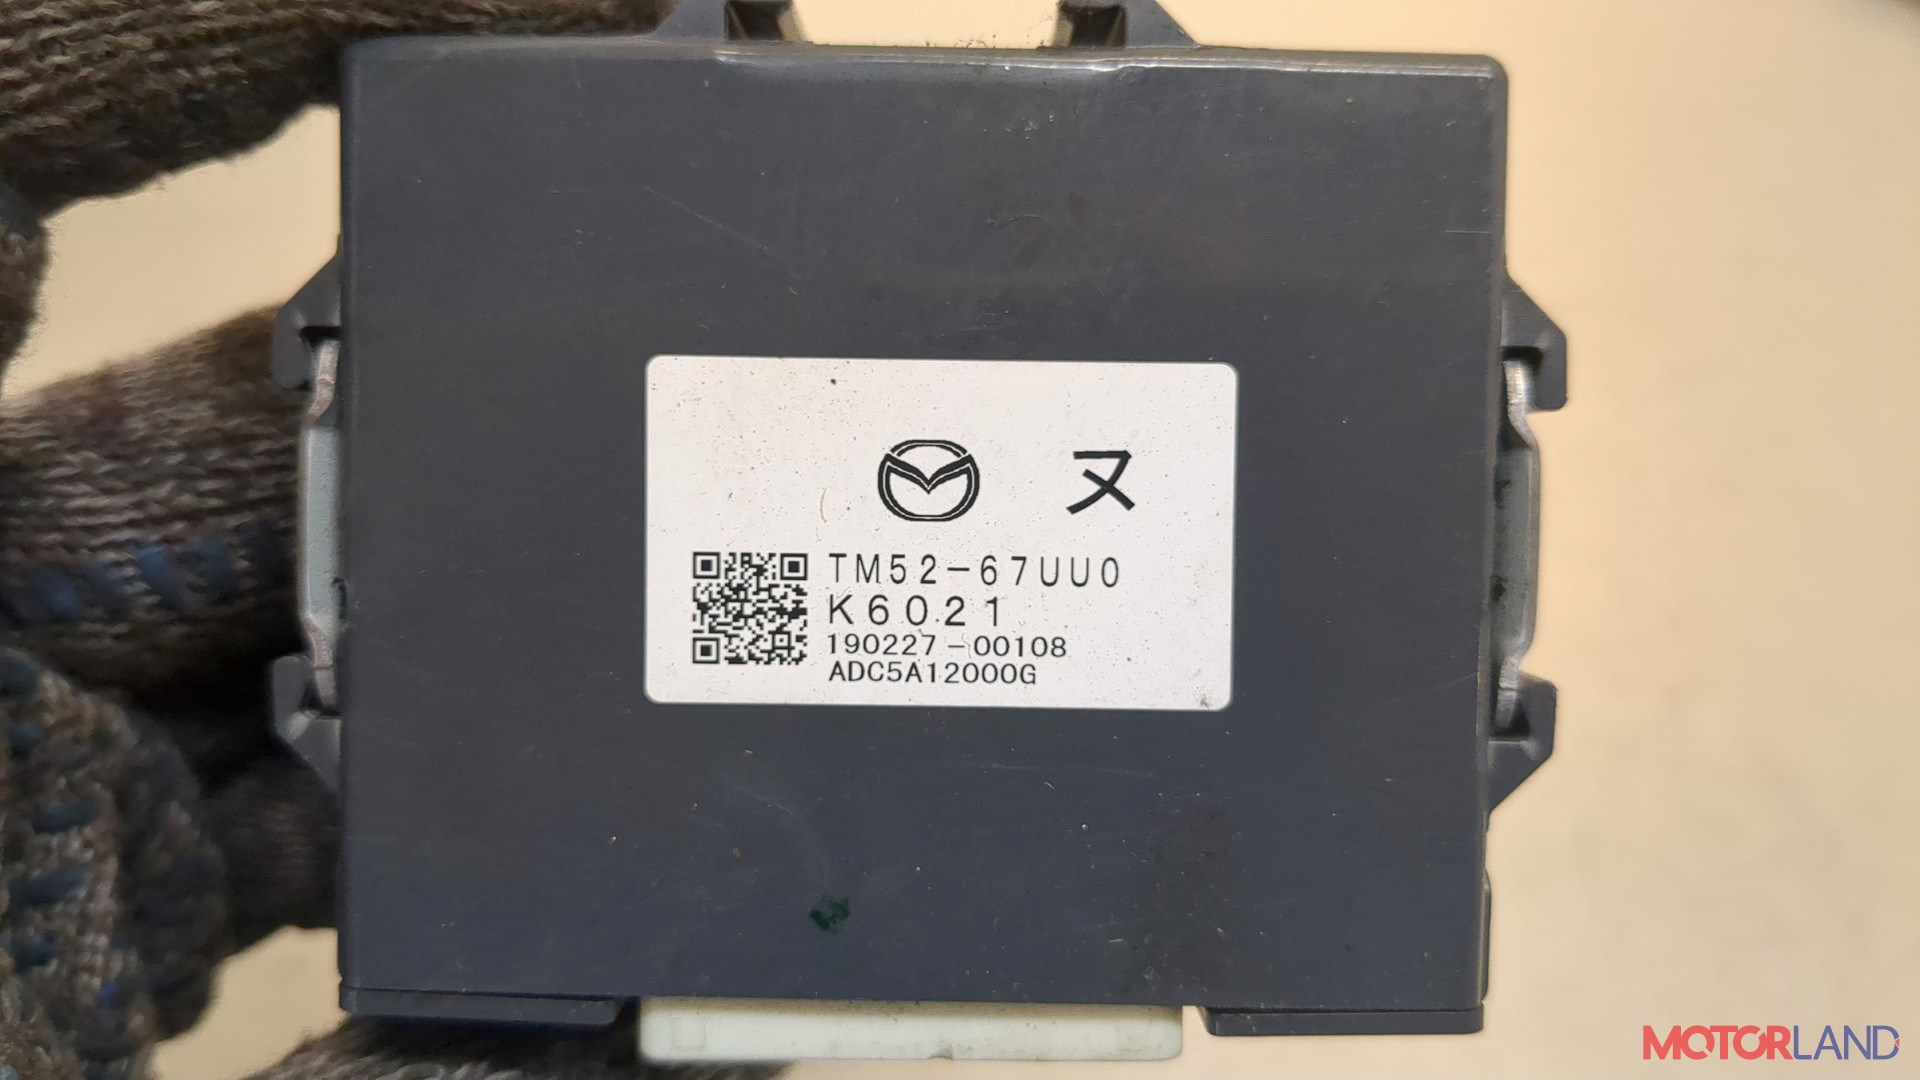 ヌ
TM52-67UU0
K6021
190227-00108
ADC5A12000G
MOTORLAND